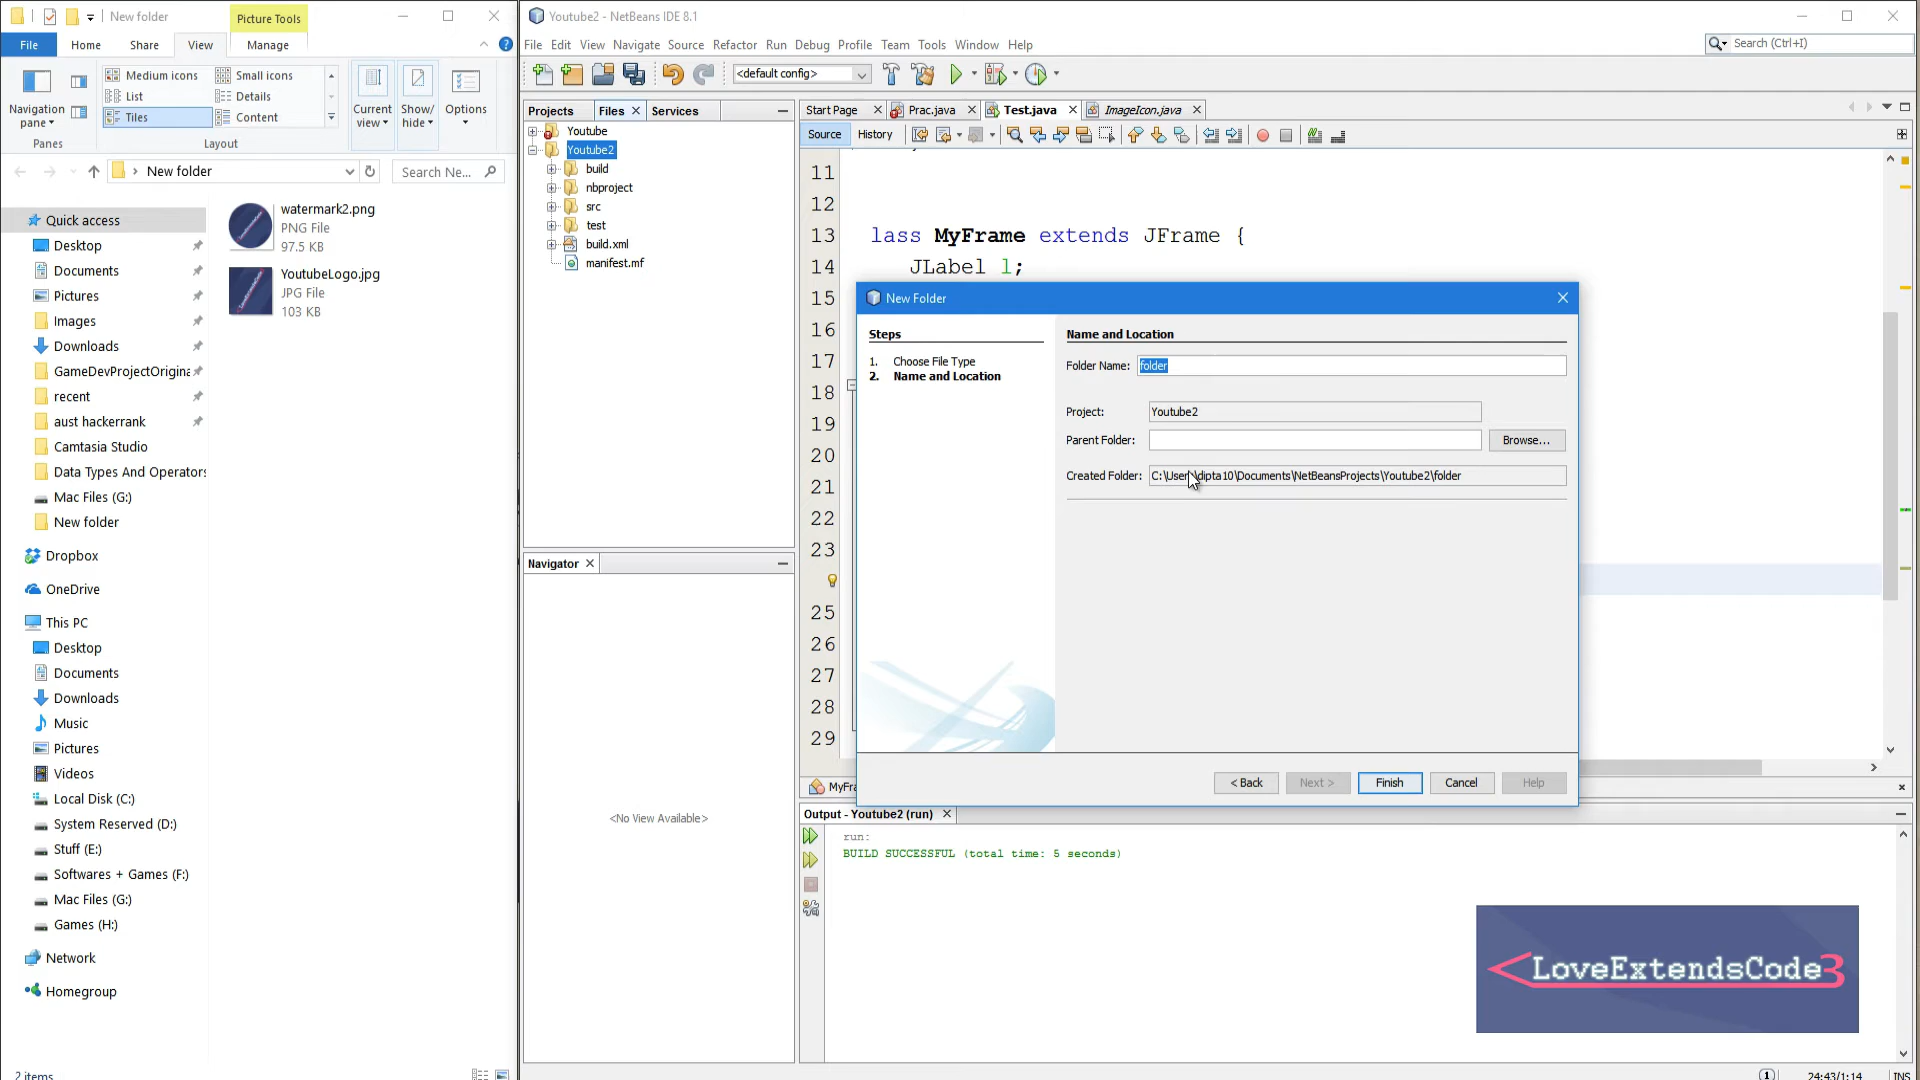 New folder
Picture Tools
File Home Share View Manage
Navigation pane
Medium icons Small icons
List Details
Tiles Content
Current view
Show/ hide
Options
Panes Layout
New folder
Search Ne...
Quick access
Desktop
Documents
Pictures
Images
Downloads
GameDevProjectOrigina
recent
aust hackerrank
Camtasia Studio
Data Types And Operators
Mac Files (G:)
New folder
Dropbox
OneDrive
This PC
Desktop
Documents
Downloads
Music
Pictures
Videos
Local Disk (C:)
System Reserved (D:)
Stuff (E:)
Softwares + Games (F:)
Mac Files (G:)
Games (H:)
Network
Homegroup
2 items
watermark2.png
PNG File
97.5 KB
YoutubeLogo.jpg
JPG File
103 KB
Youtube2 - NetBeans IDE 8.1
File Edit View Navigate Source Refactor Run Debug Profile Team Tools Window Help
Search (Ctrl+I)
<default config>
Projects Files Services
Youtube
Youtube2
build
nbproject
src
test
build.xml
manifest.mf
Navigator
<No View Available>
Start Page Prac.java Test.java ImageIcon.java
Source History
11
12
13 lass MyFrame extends JFrame {
14 JLabel l;
15
16
17
18
19
20
21
22
23
25
26
27
28
29
New Folder
Steps
1. Choose File Type
2. Name and Location
Name and Location
Folder Name: folder
Project: Youtube2
Parent Folder: Browse...
Created Folder: C:\Users\dipta10\Documents\NetBeansProjects\Youtube2\folder
< Back Next > Finish Cancel Help
MyFra
Output - Youtube2 (run)
run:
BUILD SUCCESSFUL (total time: 5 seconds)
<LoveExtendsCode3
24:43/1:14 INS